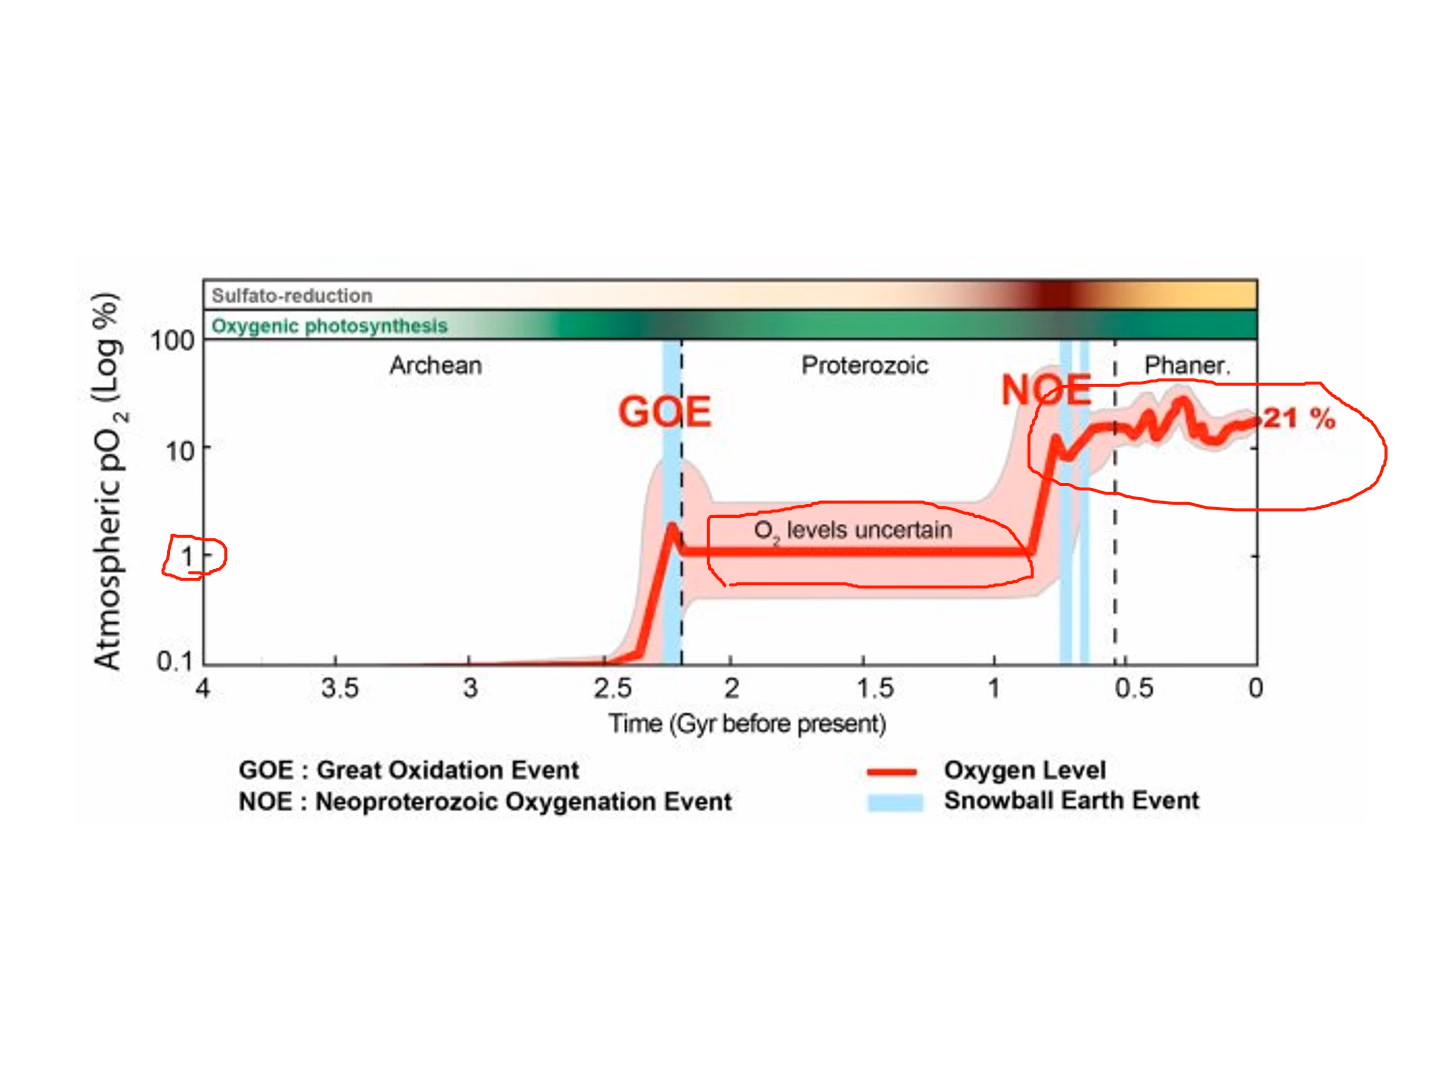 Sulfato-reduction
Oxygenic photosynthesis
Atmospheric pO2 (Log %)
100
10
1
0.1
Archean
Proterozoic
Phaner.
GOE
NOE
21 %
O2 levels uncertain
4 3.5 3 2.5 2 1.5 1 0.5 0
Time (Gyr before present)
GOE : Great Oxidation Event
NOE : Neoproterozoic Oxygenation Event
Oxygen Level
Snowball Earth Event